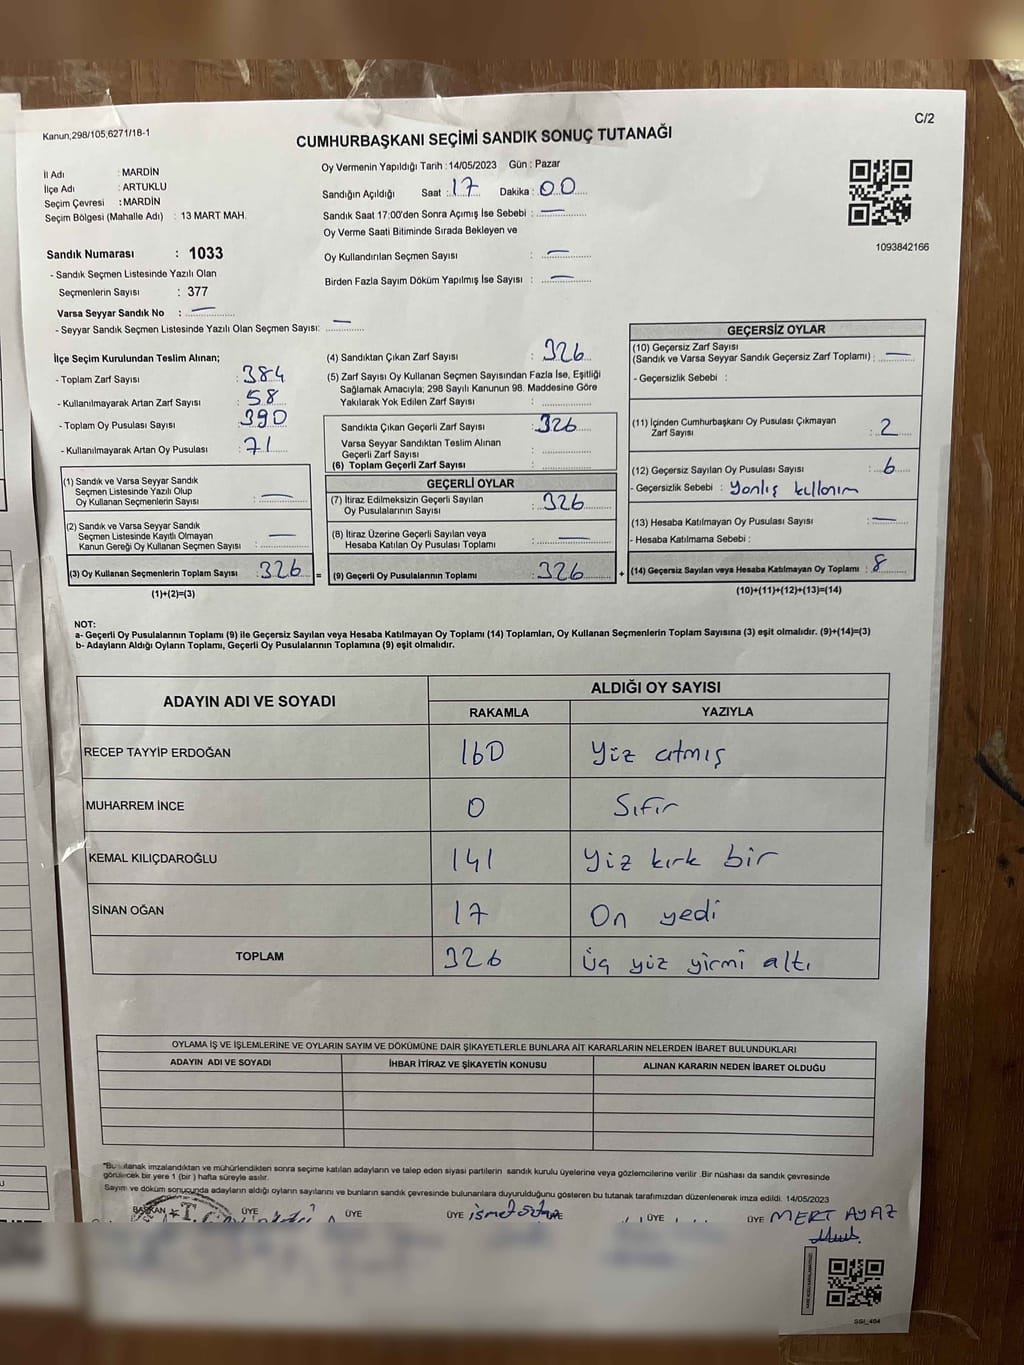 C/2
Kanun,298/105,6271/18-1
CUMHURBAŞKANI SEÇİMİ SANDIK SONUÇ TUTANAĞI
İl Adı : MARDİN
İlçe Adı : ARTUKLU
Seçim Çevresi : MARDİN
Seçim Bölgesi (Mahalle Adı) : 13 MART MAH.
Oy Vermenin Yapıldığı Tarih : 14/05/2023 Gün : Pazar
Sandığın Açıldığı Saat : 17 Dakika : 00
Sandık Saat 17:00'den Sonra Açımış İse Sebebi : —
Oy Verme Saati Bitiminde Sırada Bekleyen ve
Oy Kullandırılan Seçmen Sayısı : —
Birden Fazla Sayım Döküm Yapılmış İse Sayısı : —
1093842166
Sandık Numarası : 1033
- Sandık Seçmen Listesinde Yazılı Olan
Seçmenlerin Sayısı : 377
Varsa Seyyar Sandık No : —
- Seyyar Sandık Seçmen Listesinde Yazılı Olan Seçmen Sayısı: —
İlçe Seçim Kurulundan Teslim Alınan;
- Toplam Zarf Sayısı : 384
- Kullanılmayarak Artan Zarf Sayısı : 58
- Toplam Oy Pusulası Sayısı : 390
- Kullanılmayarak Artan Oy Pusulası : 71
(1) Sandık ve Varsa Seyyar Sandık
Seçmen Listesinde Yazılı Olup
Oy Kullanan Seçmenlerin Sayısı : —
(2) Sandık ve Varsa Seyyar Sandık
Seçmen Listesinde Kayıtlı Olmayan
Kanun Gereği Oy Kullanan Seçmen Sayısı : —
(3) Oy Kullanan Seçmenlerin Toplam Sayısı : 326 =
(1)+(2)=(3)
(4) Sandıktan Çıkan Zarf Sayısı : 326
(5) Zarf Sayısı Oy Kullanan Seçmen Sayısından Fazla İse, Eşitliği
Sağlamak Amacıyla; 298 Sayılı Kanunun 98. Maddesine Göre
Yakılarak Yok Edilen Zarf Sayısı :
Sandıkta Çıkan Geçerli Zarf Sayısı : 326
Varsa Seyyar Sandıktan Teslim Alınan
Geçerli Zarf Sayısı :
(6) Toplam Geçerli Zarf Sayısı :
GEÇERLİ OYLAR
(7) İtiraz Edilmeksizin Geçerli Sayılan
Oy Pusulalarının Sayısı : 326
(8) İtiraz Üzerine Geçerli Sayılan veya
Hesaba Katılan Oy Pusulası Toplamı : —
(9) Geçerli Oy Pusulalarının Toplamı : 326 +
GEÇERSİZ OYLAR
(10) Geçersiz Zarf Sayısı
(Sandık ve Varsa Seyyar Sandık Geçersiz Zarf Toplamı) : —
- Geçersizlik Sebebi :
(11) İçinden Cumhurbaşkanı Oy Pusulası Çıkmayan
Zarf Sayısı : 2
(12) Geçersiz Sayılan Oy Pusulası Sayısı : 6
- Geçersizlik Sebebi : Yanlış kullanım
(13) Hesaba Katılmayan Oy Pusulası Sayısı : —
- Hesaba Katılmama Sebebi :
(14) Geçersiz Sayılan veya Hesaba Katılmayan Oy Toplamı : 8
(10)+(11)+(12)+(13)=(14)
NOT:
a- Geçerli Oy Pusulalarının Toplamı (9) ile Geçersiz Sayılan veya Hesaba Katılmayan Oy Toplamı (14) Toplamları, Oy Kullanan Seçmenlerin Toplam Sayısına (3) eşit olmalıdır. (9)+(14)=(3)
b- Adayların Aldığı Oyların Toplamı, Geçerli Oy Pusulalarının Toplamına (9) eşit olmalıdır.
ADAYIN ADI VE SOYADI
ALDIĞI OY SAYISI
RAKAMLA YAZIYLA
RECEP TAYYİP ERDOĞAN 160 Yüz atmış
MUHARREM İNCE 0 Sıfır
KEMAL KILIÇDAROĞLU 141 Yüz kırk bir
SİNAN OĞAN 17 On yedi
TOPLAM 326 Üç yüz yirmi altı
OYLAMA İŞ VE İŞLEMLERİNE VE OYLARIN SAYIM VE DÖKÜMÜNE DAİR ŞİKAYETLERLE BUNLARA AİT KARARLARIN NELERDEN İBARET BULUNDUKLARI
ADAYIN ADI VE SOYADI İHBAR İTİRAZ VE ŞİKAYETİN KONUSU ALINAN KARARIN NEDEN İBARET OLDUĞU
*Bu tutanak imzalandıktan ve mühürlendikten sonra seçime katılan adayların ve talep eden siyasi partilerin sandık kurulu üyelerine veya gözlemcilerine verilir .Bir nüshası da sandık çevresinde
görülecek bir yere 1 (bir ) hafta süreyle asılır.
Sayım ve döküm sonucunda adayların aldığı oyların sayılarını ve bunların sandık çevresinde bulunanlara duyurulduğunu gösteren bu tutanak tarafımızdan düzenlenerek imza edildi. 14/05/2023
BAŞKAN ÜYE ÜYE ÜYE ismet ÜYE ÜYE MERT AYAZ
SSI_404